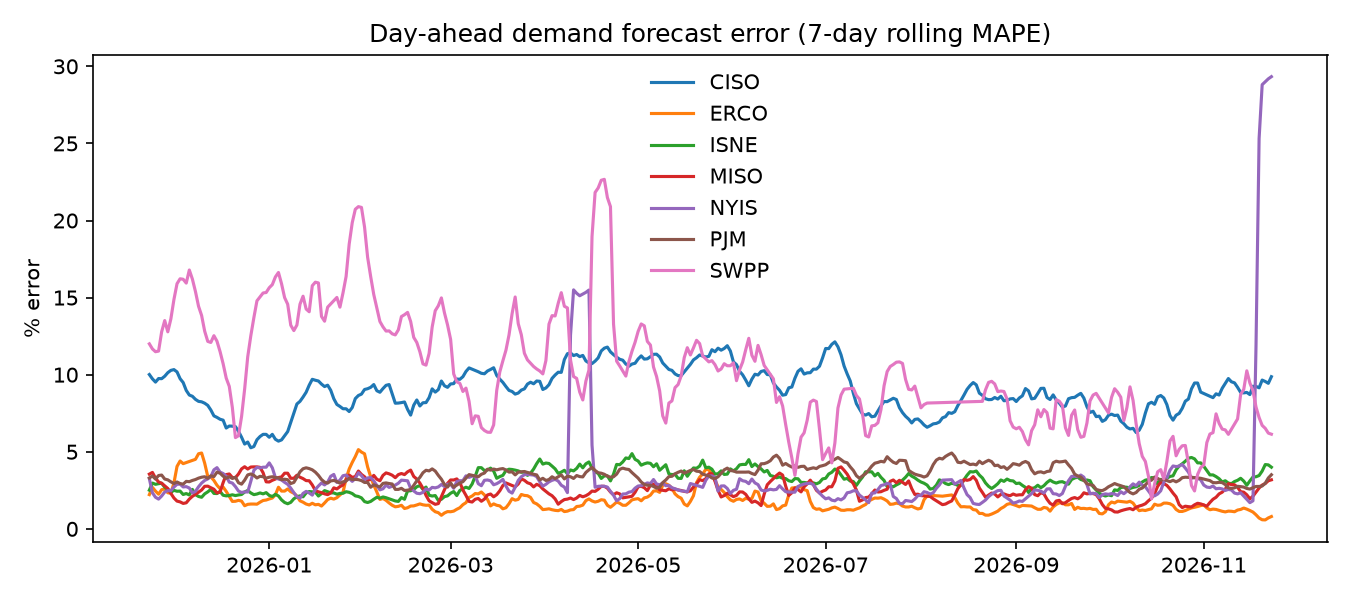 Day-ahead demand forecast error (7-day rolling MAPE)
% error
30
25
20
15
10
5
0
CISO
ERCO
ISNE
MISO
NYIS
PJM
SWPP
2026-01
2026-03
2026-05
2026-07
2026-09
2026-11